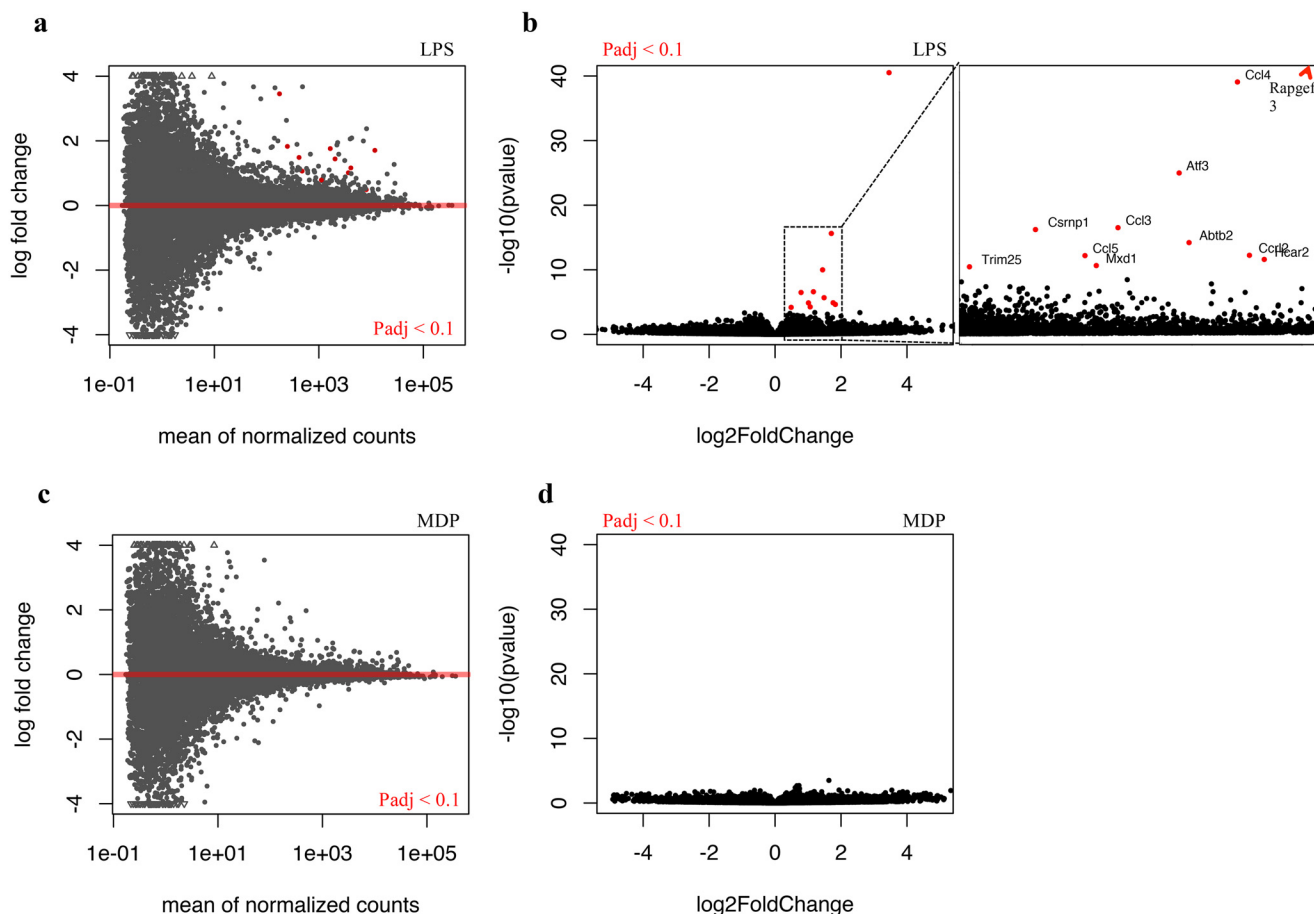 a
LPS
4
2
0
-2
-4
log fold change
Padj < 0.1
1e-01 1e+01 1e+03 1e+05
mean of normalized counts
b
Padj < 0.1 LPS
40
30
20
10
0
-log10(pvalue)
-4 -2 0 2 4
log2FoldChange
Ccl4
Rapgef
3
Atf3
Csrnp1
Ccl3
Abtb2
Ccl5
Ccrl2
Hcar2
Trim25
Mxd1
c
MDP
4
2
0
-2
-4
log fold change
Padj < 0.1
1e-01 1e+01 1e+03 1e+05
mean of normalized counts
d
Padj < 0.1 MDP
40
30
20
10
0
-log10(pvalue)
-4 -2 0 2 4
log2FoldChange